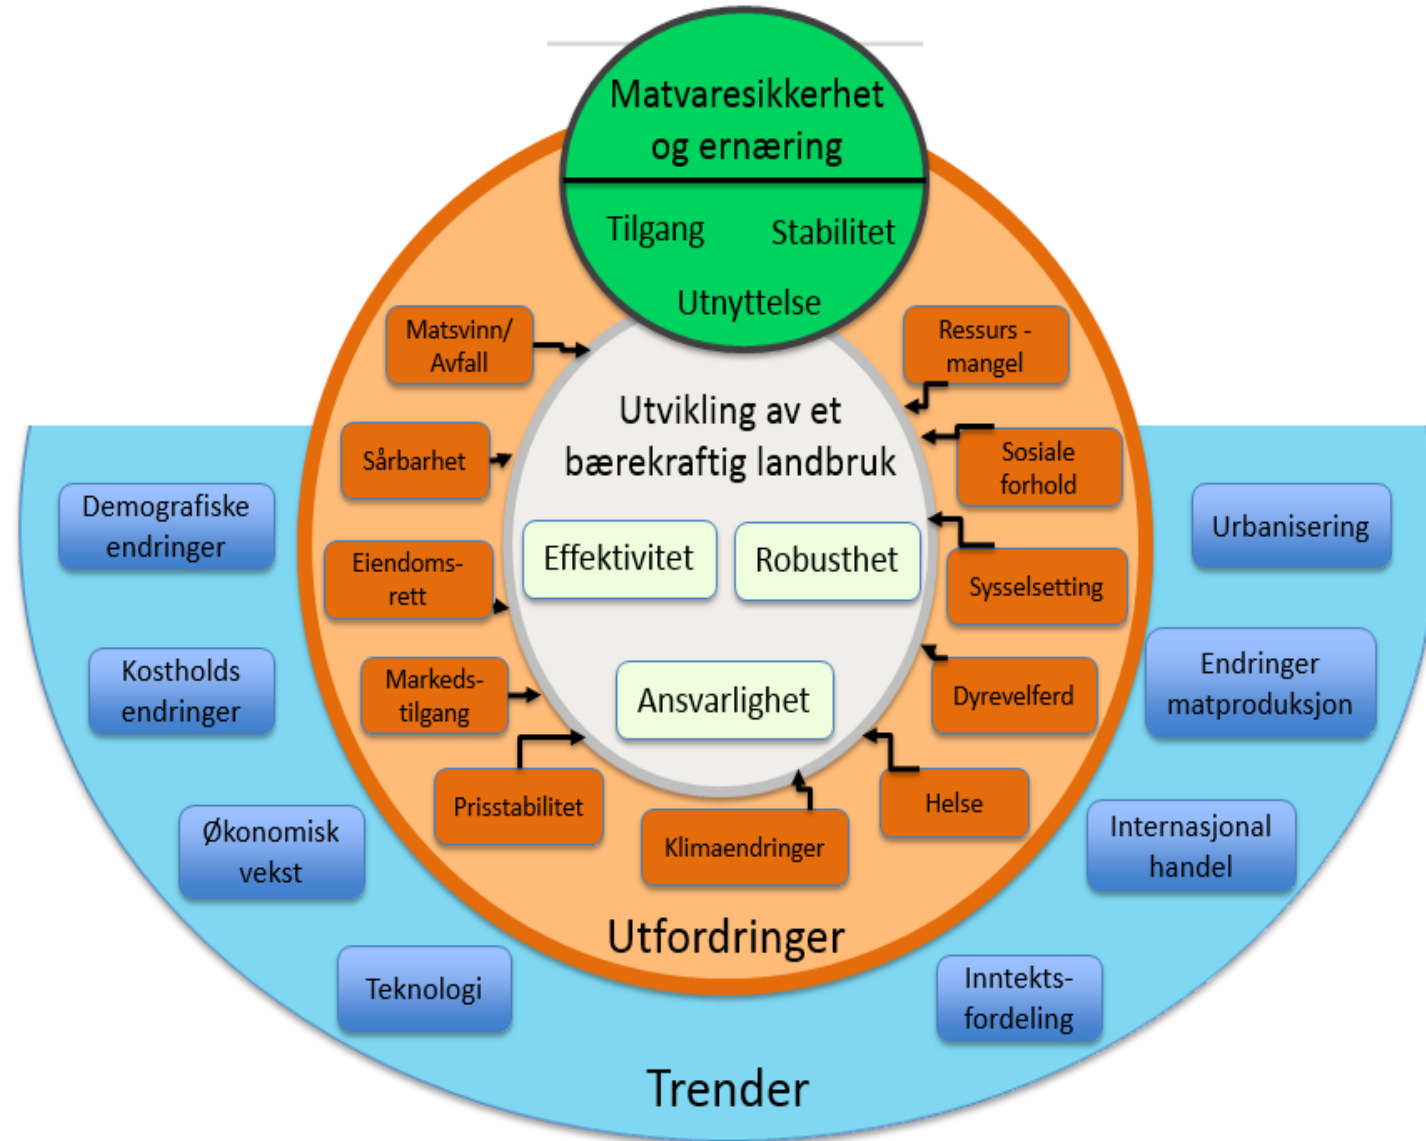 Matvaresikkerhet
og ernæring
Tilgang
Stabilitet
Utnyttelse
Matsvinn/
Avfall
Ressurs -
mangel
Utvikling av et
bærekraftig landbruk
Sårbarhet
Sosiale
forhold
Demografiske
endringer
Urbanisering
Eiendoms-
rett
Effektivitet
Robusthet
Sysselsetting
Kostholds
endringer
Markeds-
tilgang
Ansvarlighet
Dyrevelferd
Endringer
matproduksjon
Prisstabilitet
Klimaendringer
Helse
Økonomisk
vekst
Internasjonal
handel
Utfordringer
Teknologi
Inntekts-
fordeling
Trender